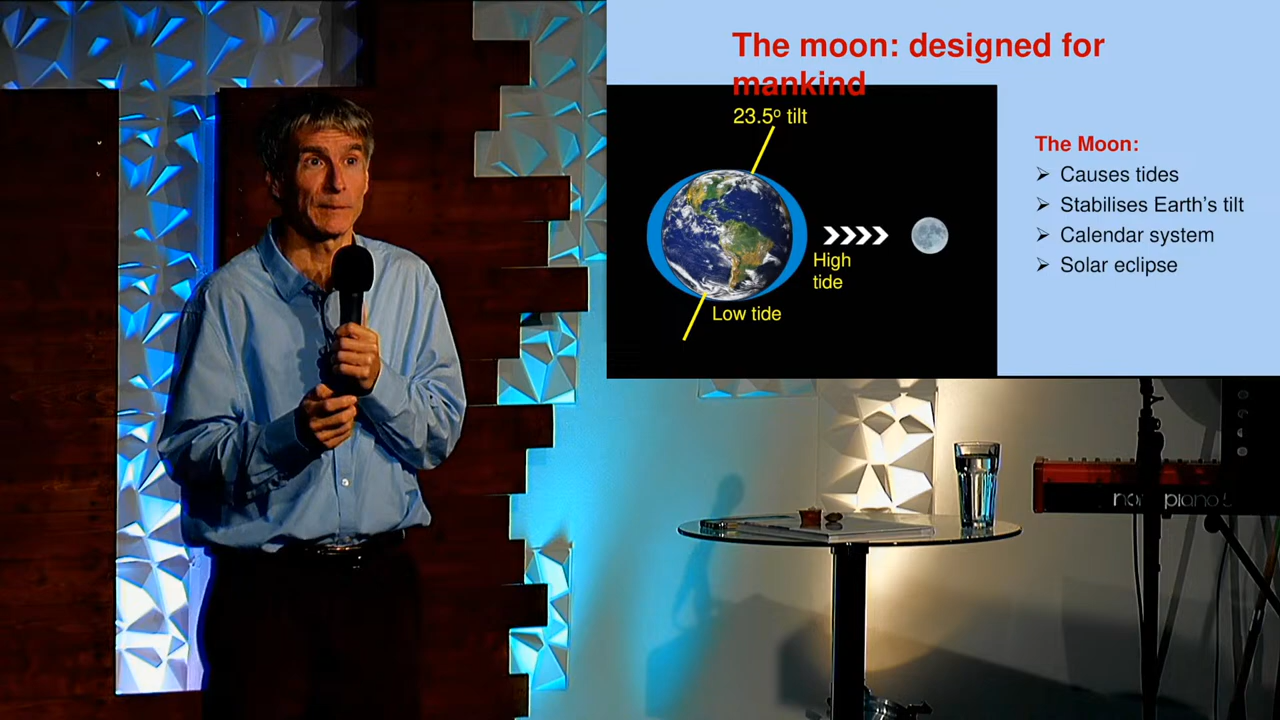 The moon: designed for
mankind
23.5º tilt
High
tide
Low tide
The Moon:
➢ Causes tides
➢ Stabilises Earth's tilt
➢ Calendar system
➢ Solar eclipse
nord piano 5